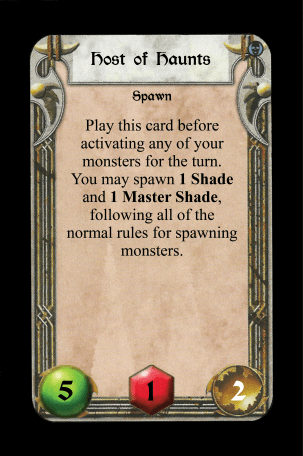 Host of Haunts
Spawn
Play this card before
activating any of your
monsters for the turn.
You may spawn 1 Shade
and 1 Master Shade,
following all of the
normal rules for spawning
monsters.
5
1
2